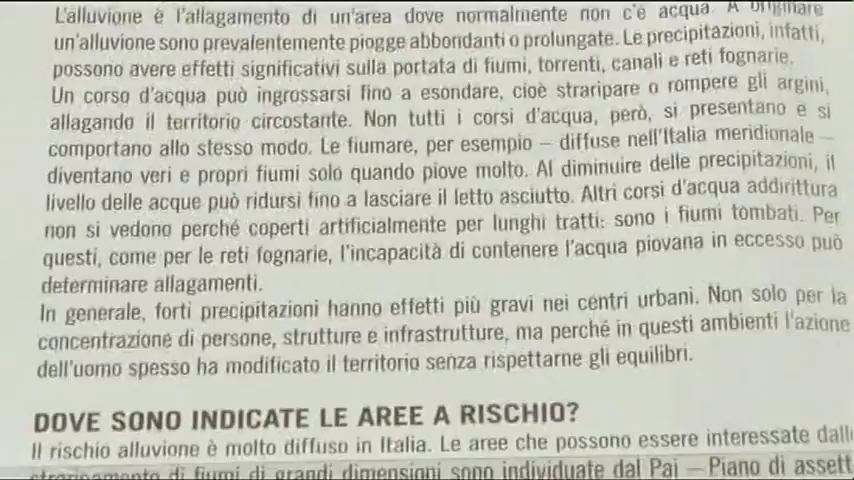 L'alluvione è l'allagamento di un'area dove normalmente non c'è acqua. A originare
un'alluvione sono prevalentemente piogge abbondanti o prolungate. Le precipitazioni, infatti,
possono avere effetti significativi sulla portata di fiumi, torrenti, canali e reti fognarie.
Un corso d'acqua può ingrossarsi fino a esondare, cioè straripare o rompere gli argini,
allagando il territorio circostante. Non tutti i corsi d'acqua, però, si presentano e si
comportano allo stesso modo. Le fiumare, per esempio – diffuse nell'Italia meridionale –
diventano veri e propri fiumi solo quando piove molto. Al diminuire delle precipitazioni, il
livello delle acque può ridursi fino a lasciare il letto asciutto. Altri corsi d'acqua addirittura
non si vedono perché coperti artificialmente per lunghi tratti: sono i fiumi tombati. Per
questi, come per le reti fognarie, l'incapacità di contenere l'acqua piovana in eccesso può
determinare allagamenti.
In generale, forti precipitazioni hanno effetti più gravi nei centri urbani. Non solo per la
concentrazione di persone, strutture e infrastrutture, ma perché in questi ambienti l'azione
dell'uomo spesso ha modificato il territorio senza rispettarne gli equilibri.
DOVE SONO INDICATE LE AREE A RISCHIO?
Il rischio alluvione è molto diffuso in Italia. Le aree che possono essere interessate dall
straripamento di fiumi di grandi dimensioni sono individuate dal Pai – Piano di assett